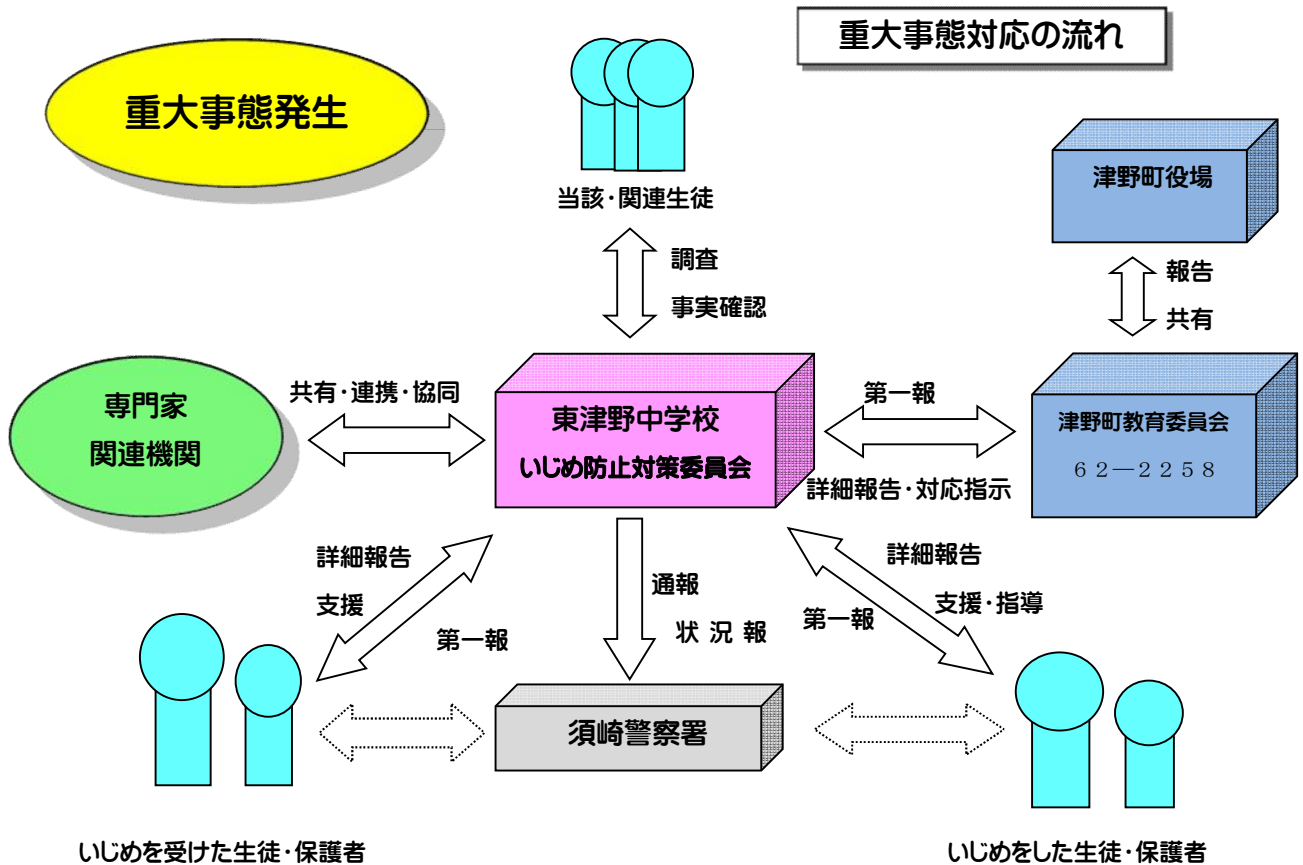 重大事態対応の流れ
重大事態発生
当該・関連生徒
津野町役場
調査
事実確認
報告
共有
専門家
関連機関
共有・連携・協同
東津野中学校
いじめ防止対策委員会
第一報
詳細報告・対応指示
津野町教育委員会
62―2258
詳細報告
支援
第一報
通報
状 況 報
詳細報告
支援・指導
第一報
須崎警察署
いじめを受けた生徒・保護者
いじめをした生徒・保護者